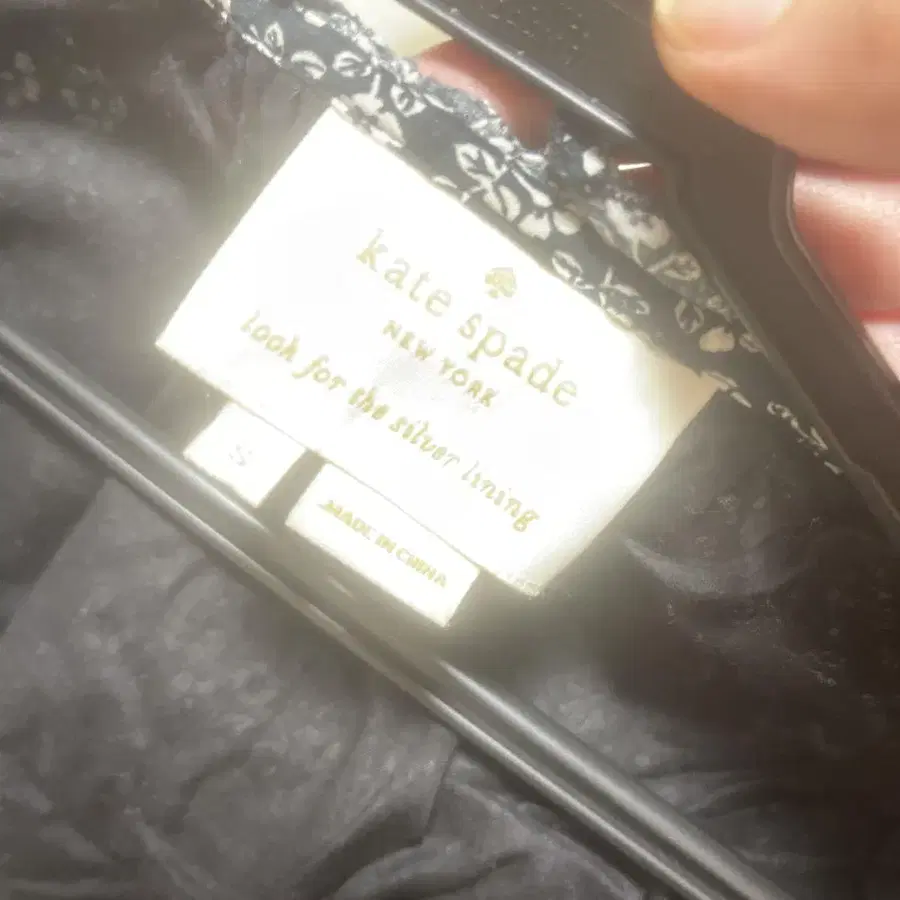 kate spade
NEW YORK
look for the silver lining
S
MADE IN CHINA